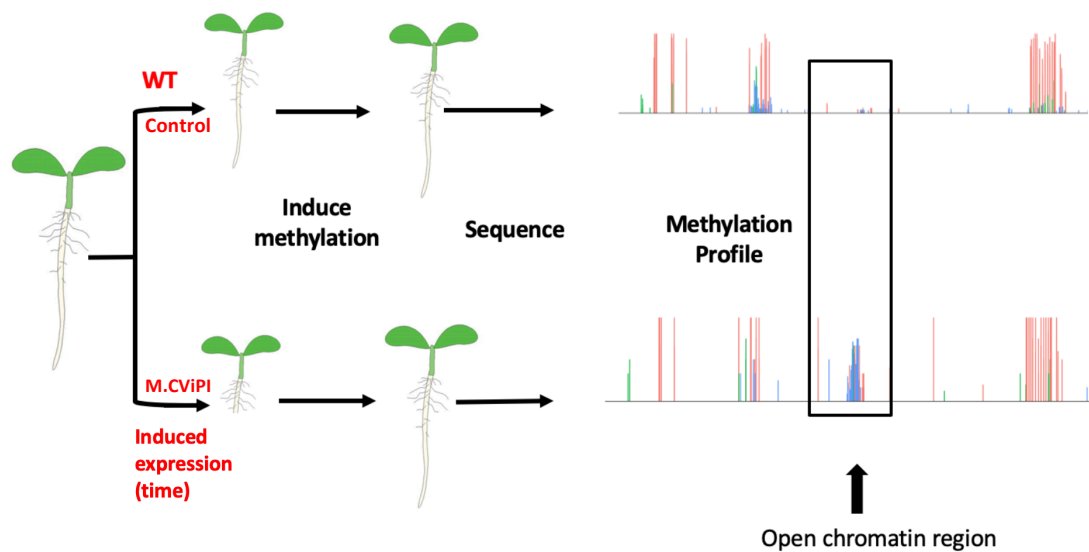 WT
Control
Induce
methylation
Sequence
Methylation
Profile
M.CViPI
Induced
expression
(time)
Open chromatin region